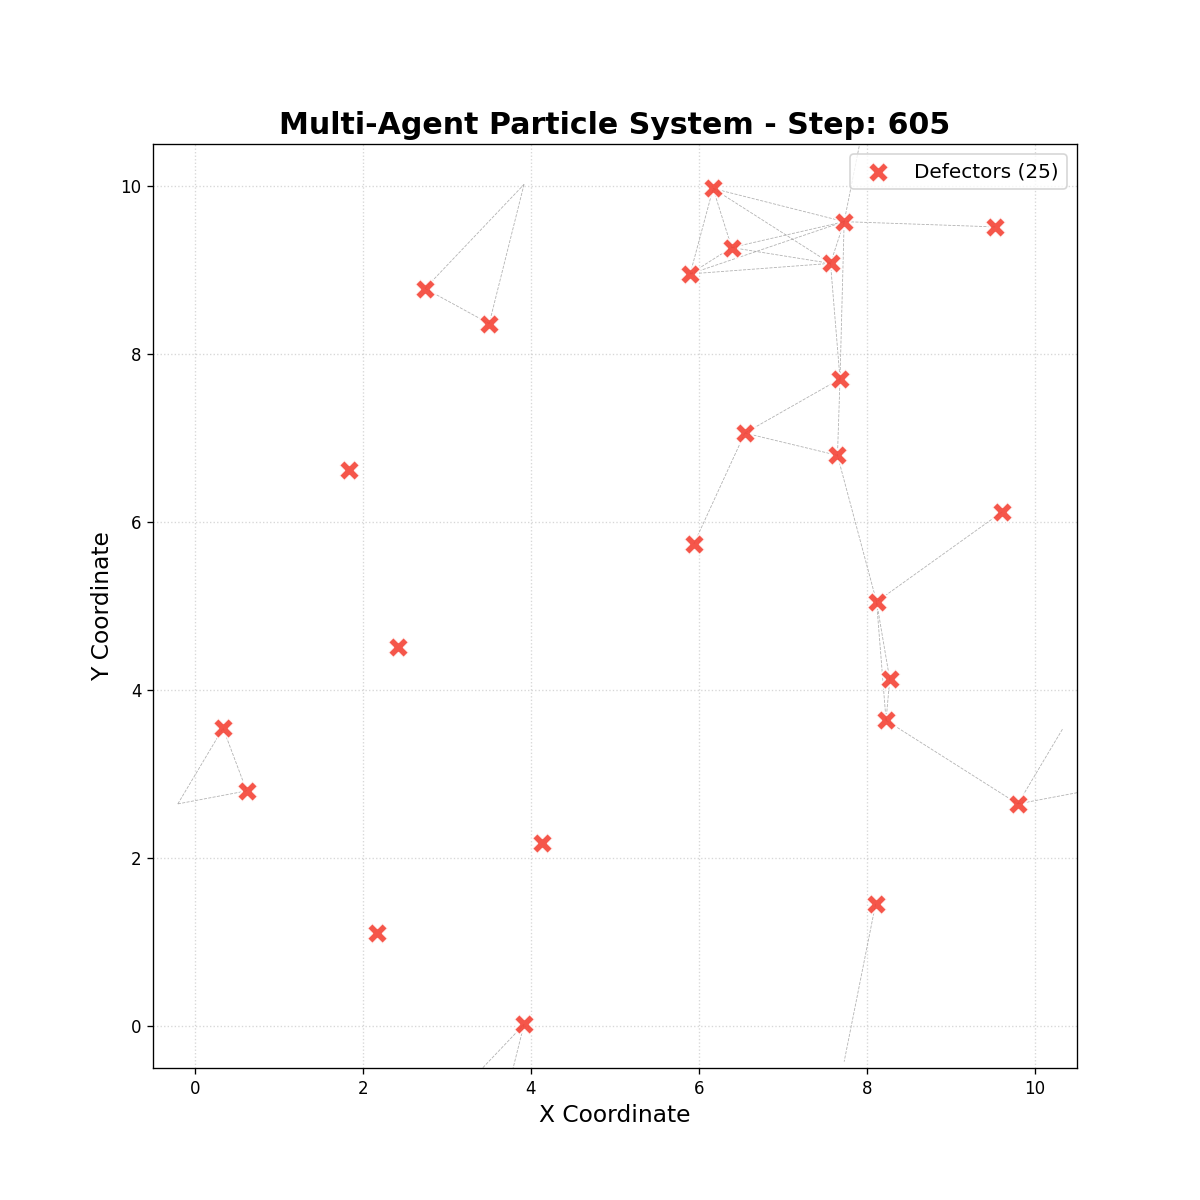 Multi-Agent Particle System - Step: 605
Defectors (25)
10
8
6
4
2
0
Y Coordinate
0 2 4 6 8 10
X Coordinate